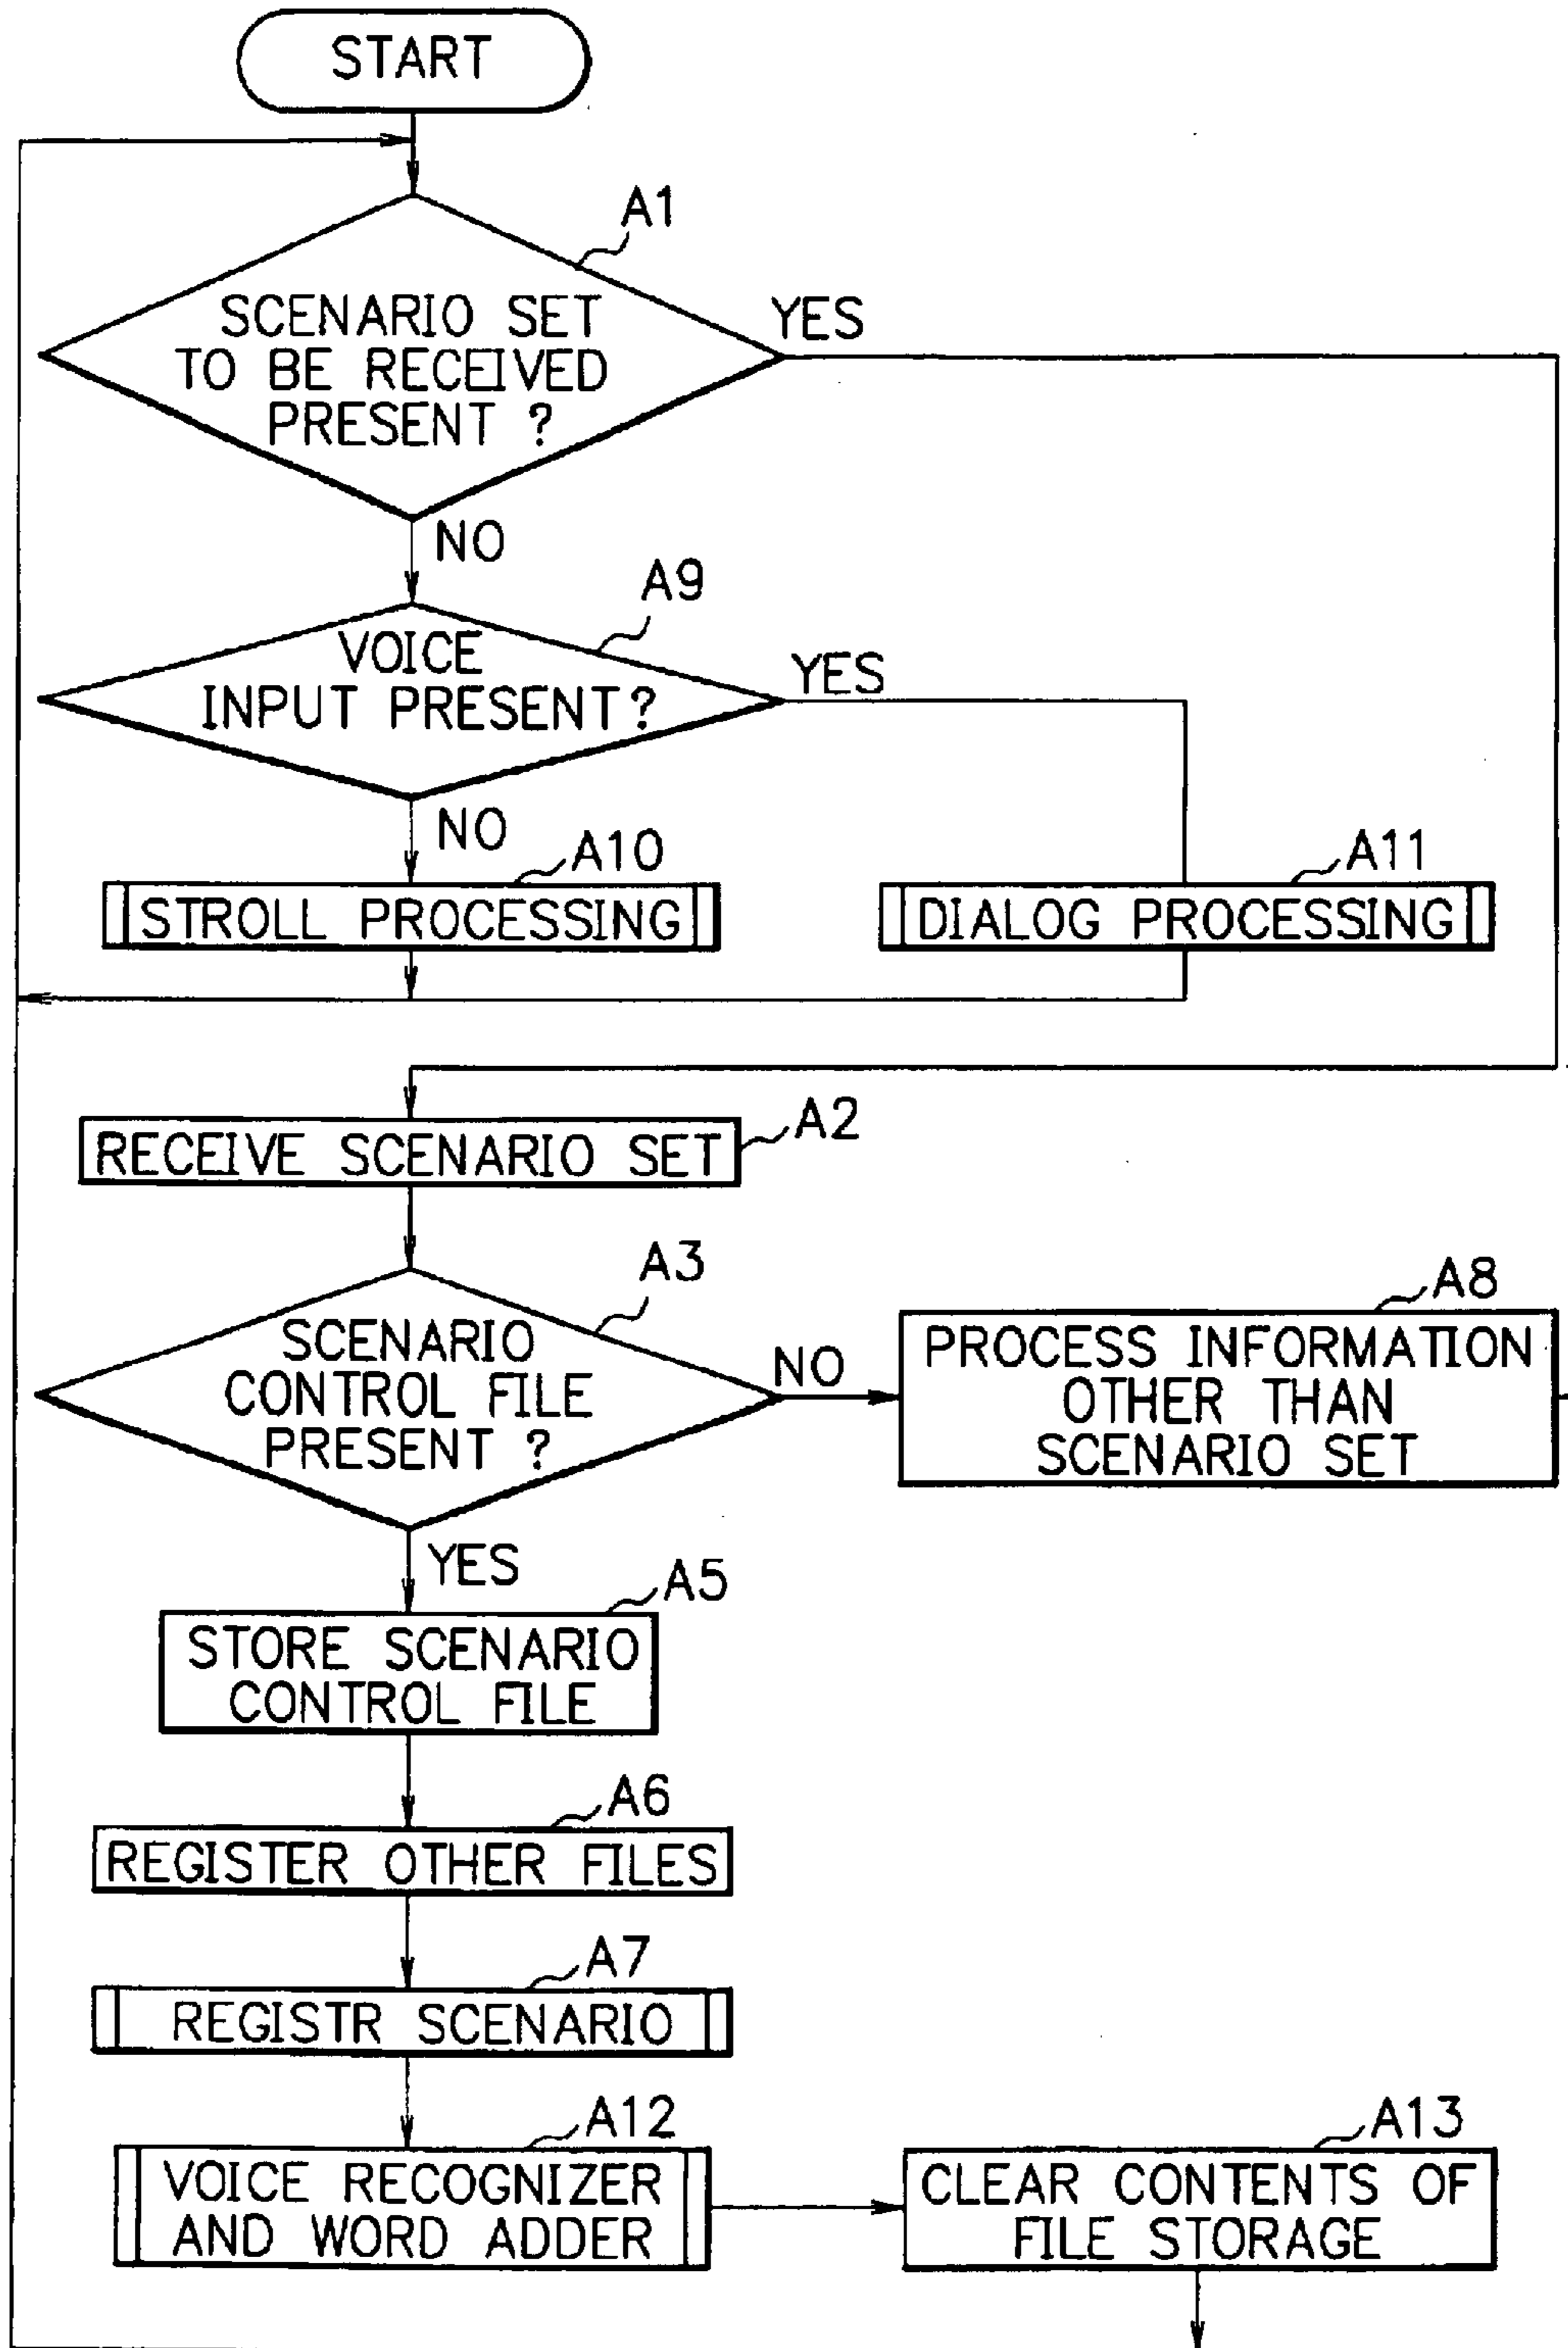 START
A1
SCENARIO SET
TO BE RECEIVED
PRESENT ?
YES
NO
A9
VOICE
INPUT PRESENT?
YES
NO
A10
STROLL PROCESSING
A11
DIALOG PROCESSING
A2
RECEIVE SCENARIO SET
A3
SCENARIO
CONTROL FILE
PRESENT ?
NO
A8
PROCESS INFORMATION
OTHER THAN
SCENARIO SET
YES
A5
STORE SCENARIO
CONTROL FILE
A6
REGISTER OTHER FILES
A7
REGISTR SCENARIO
A12
VOICE RECOGNIZER
AND WORD ADDER
A13
CLEAR CONTENTS OF
FILE STORAGE